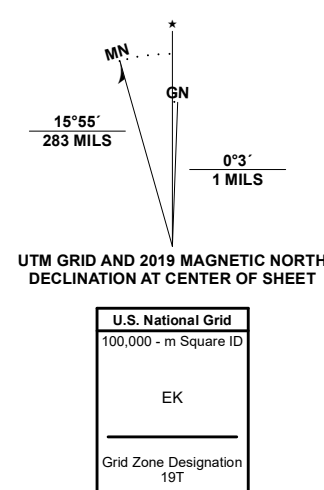 MN
GN
15°55´
283 MILS
0°3´
1 MILS
UTM GRID AND 2019 MAGNETIC NORTH
DECLINATION AT CENTER OF SHEET
U.S. National Grid
100,000 - m Square ID
EK
Grid Zone Designation
19T